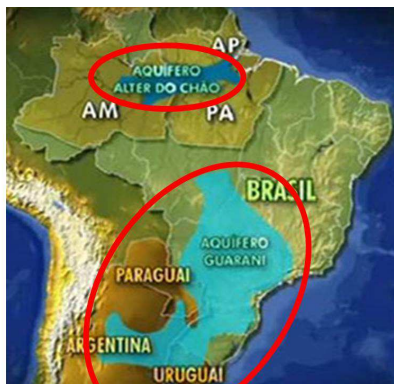 AP
AQUÍFERO
ALTER DO CHÃO
AM
PA
BRASIL
AQUÍFERO
GUARANI
PARAGUAI
ARGENTINA
URUGUAI